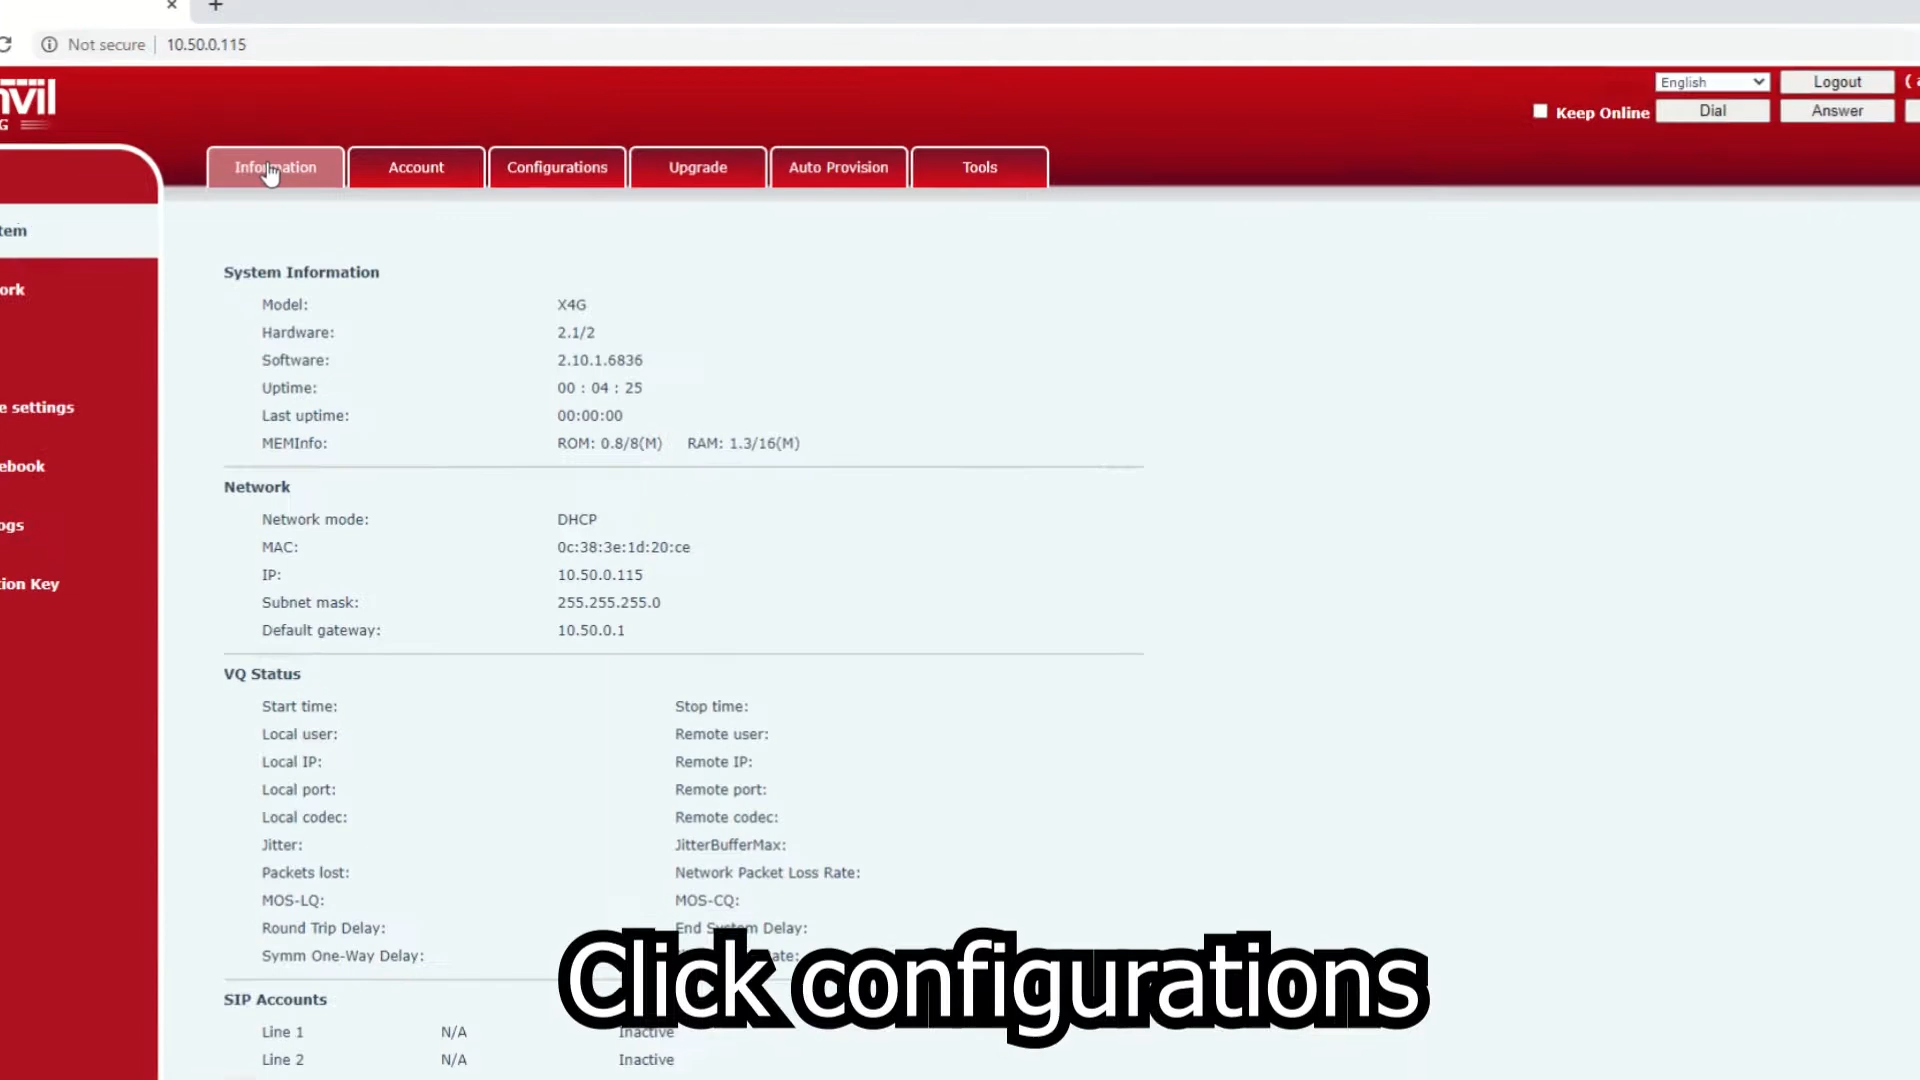 Not secure
10.50.0.115
nvil
G
English
Logout
Keep Online
Dial
Answer
Information
Account
Configurations
Upgrade
Auto Provision
Tools
tem
ork
e settings
ebook
ogs
tion Key
System Information
Model: X4G
Hardware: 2.1/2
Software: 2.10.1.6836
Uptime: 00 : 04 : 25
Last uptime: 00:00:00
MEMInfo: ROM: 0.8/8(M) RAM: 1.3/16(M)
Network
Network mode: DHCP
MAC: 0c:38:3e:1d:20:ce
IP: 10.50.0.115
Subnet mask: 255.255.255.0
Default gateway: 10.50.0.1
VQ Status
Start time: Stop time:
Local user: Remote user:
Local IP: Remote IP:
Local port: Remote port:
Local codec: Remote codec:
Jitter: JitterBufferMax:
Packets lost: Network Packet Loss Rate:
MOS-LQ: MOS-CQ:
Round Trip Delay: End System Delay:
Symm One-Way Delay:
SIP Accounts
Line 1 N/A Inactive
Line 2 N/A Inactive
Click configurations